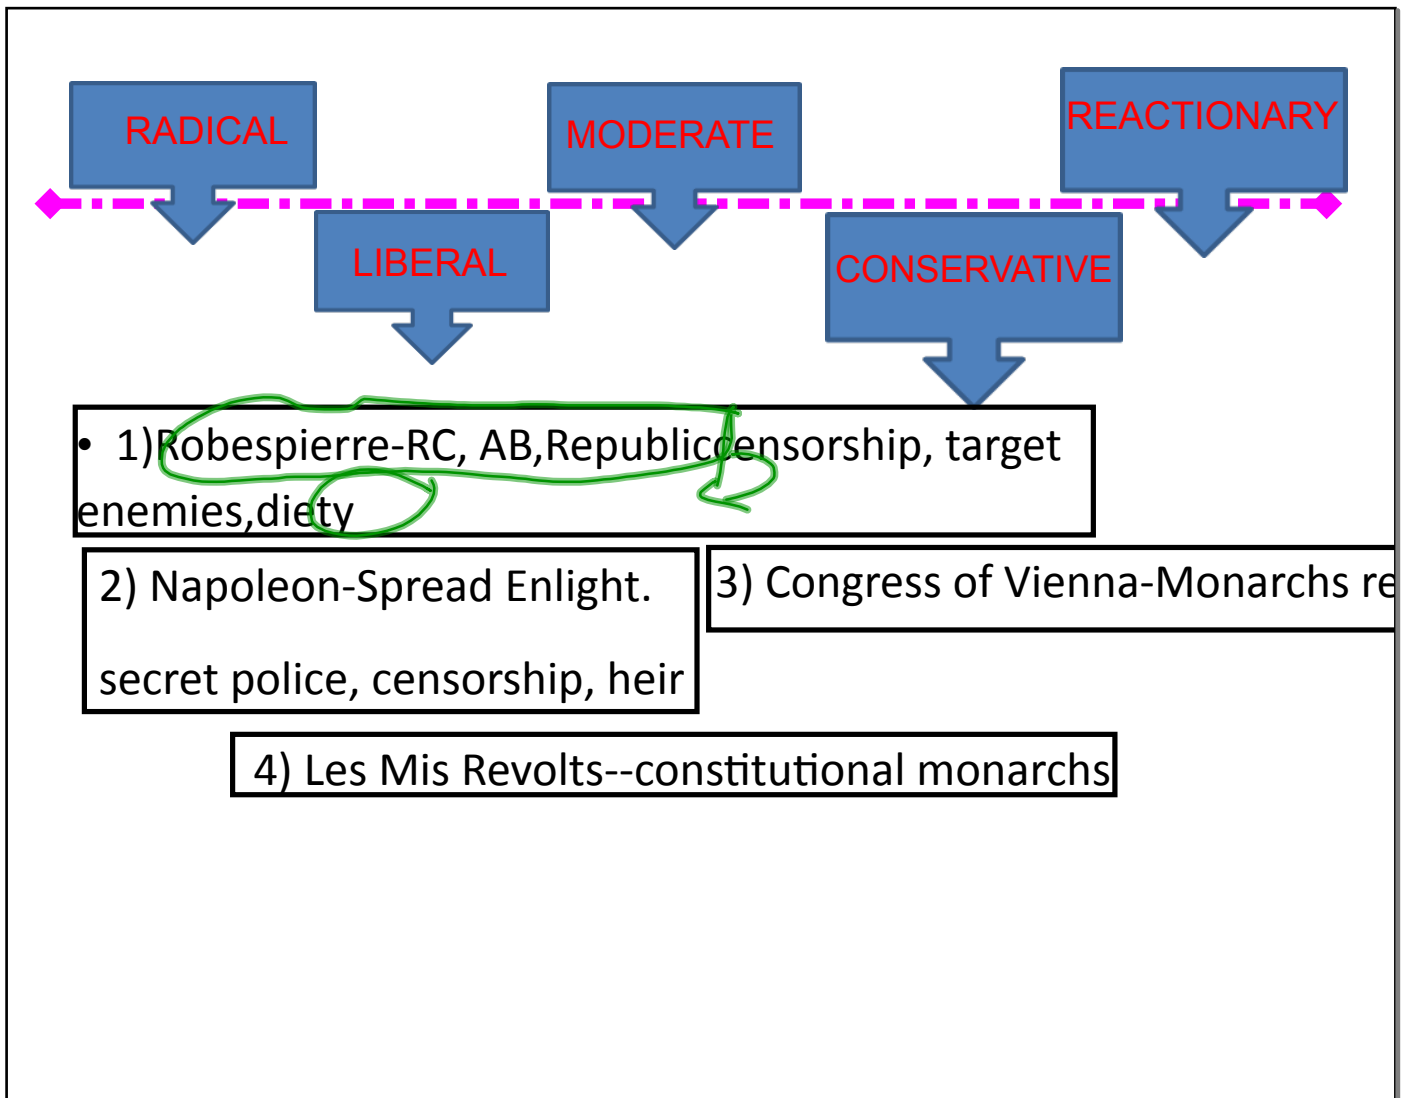 RADICAL
MODERATE
REACTIONARY
LIBERAL
CONSERVATIVE
• 1)Robespierre-RC, AB,Republiccensorship, target
enemies,diety
2) Napoleon-Spread Enlight.
secret police, censorship, heir
3) Congress of Vienna-Monarchs re
4) Les Mis Revolts--constitutional monarchs